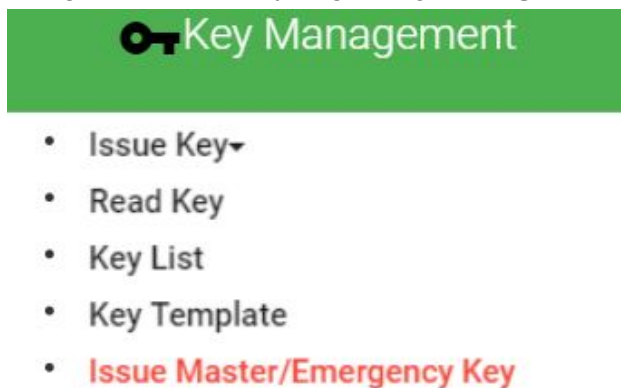 Key Management
• Issue Key
• Read Key
• Key List
• Key Template
• Issue Master/Emergency Key